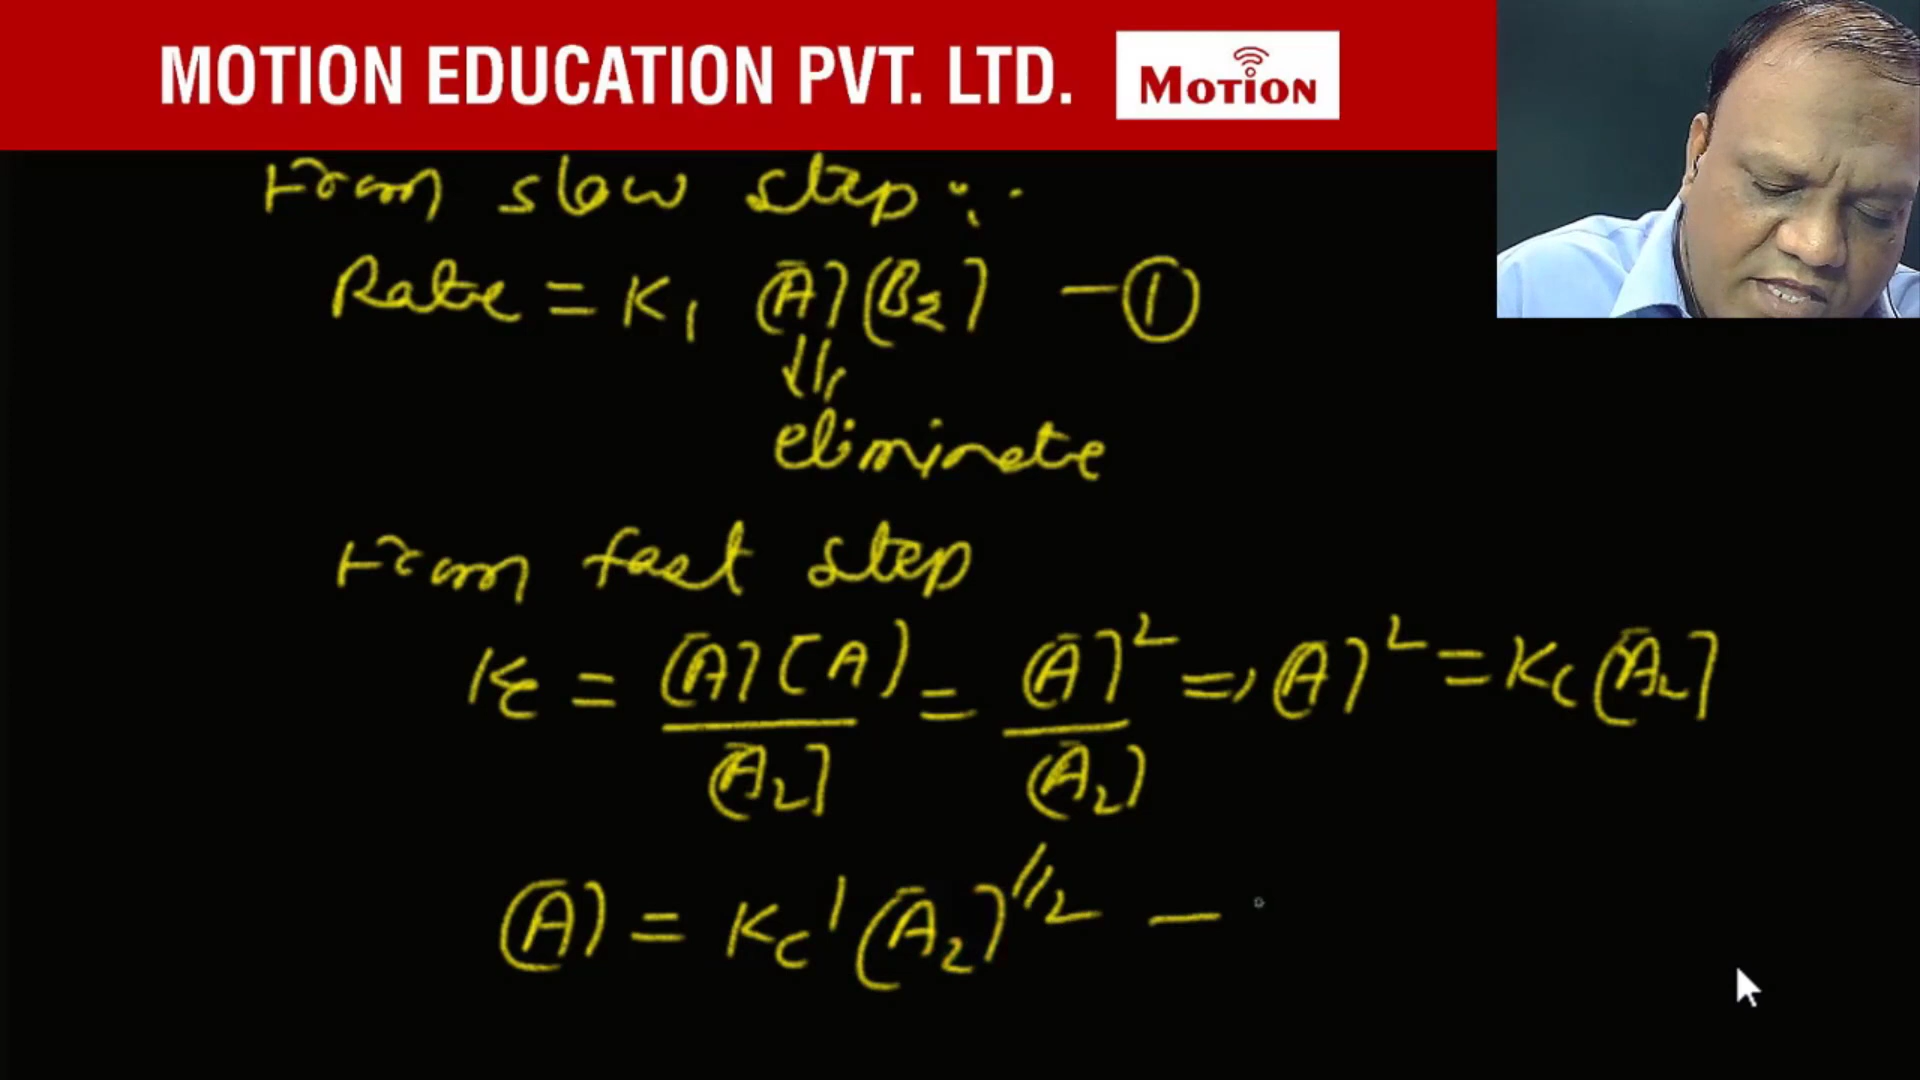 MOTION EDUCATION PVT. LTD.
MOTION
From slow step :-
Rate = K₁ [A] [B₂] — ①
eliminate
From fast step
Kc = [A] [A] / [A₂] = [A]² / [A₂] => [A]² = Kc [A₂]
[A] = Kc' [A₂]^1/2 —